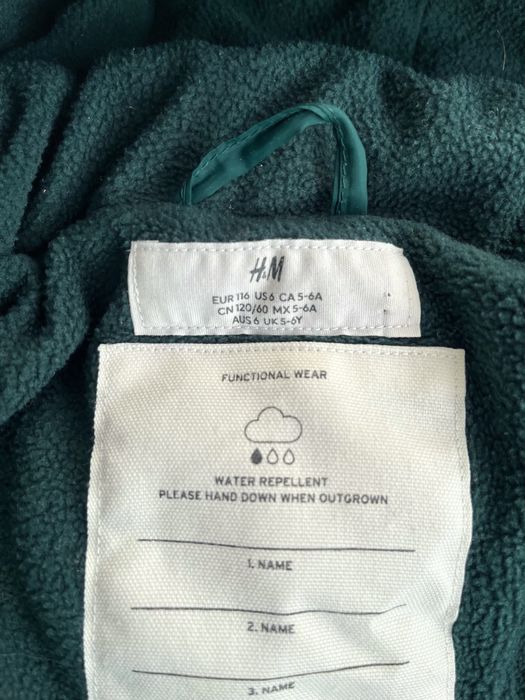 H&M
EUR 116 US 6 CA 5-6A
CN 120/60 MX 5-6A
AUS 6 UK 5-6Y
FUNCTIONAL WEAR
WATER REPELLENT
PLEASE HAND DOWN WHEN OUTGROWN
1. NAME
2. NAME
3. NAME